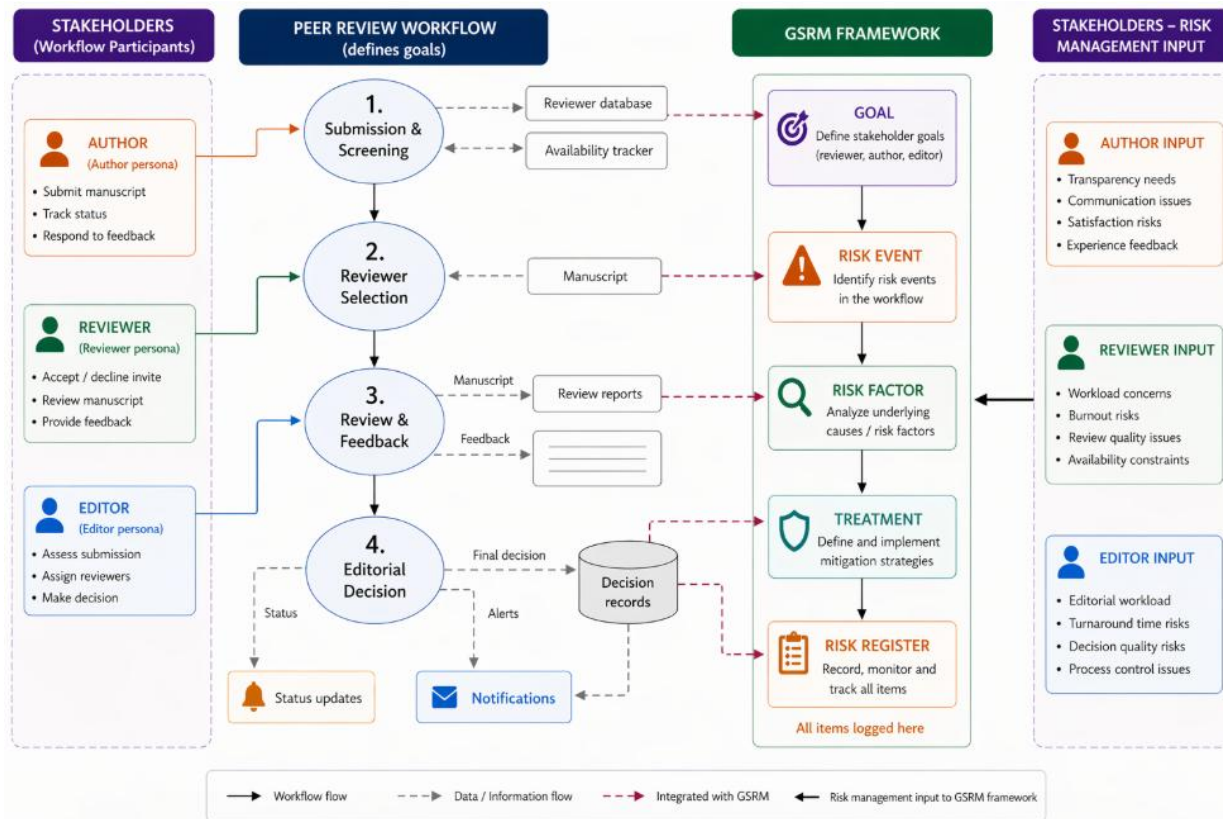 STAKEHOLDERS
(Workflow Participants)
PEER REVIEW WORKFLOW
(defines goals)
GSRM FRAMEWORK
STAKEHOLDERS – RISK
MANAGEMENT INPUT
AUTHOR
(Author persona)
• Submit manuscript
• Track status
• Respond to feedback
REVIEWER
(Reviewer persona)
• Accept / decline invite
• Review manuscript
• Provide feedback
EDITOR
(Editor persona)
• Assess submission
• Assign reviewers
• Make decision
1.
Submission &
Screening
Reviewer database
Availability tracker
2.
Reviewer
Selection
Manuscript
3.
Review &
Feedback
Manuscript
Review reports
Feedback
4.
Editorial
Decision
Final decision
Decision
records
Status
Alerts
Status updates
Notifications
GOAL
Define stakeholder goals
(reviewer, author, editor)
RISK EVENT
Identify risk events
in the workflow
RISK FACTOR
Analyze underlying
causes / risk factors
TREATMENT
Define and implement
mitigation strategies
RISK REGISTER
Record, monitor and
track all items
All items logged here
AUTHOR INPUT
• Transparency needs
• Communication issues
• Satisfaction risks
• Experience feedback
REVIEWER INPUT
• Workload concerns
• Burnout risks
• Review quality issues
• Availability constraints
EDITOR INPUT
• Editorial workload
• Turnaround time risks
• Decision quality risks
• Process control issues
Workflow flow
Data / Information flow
Integrated with GSRM
Risk management input to GSRM framework